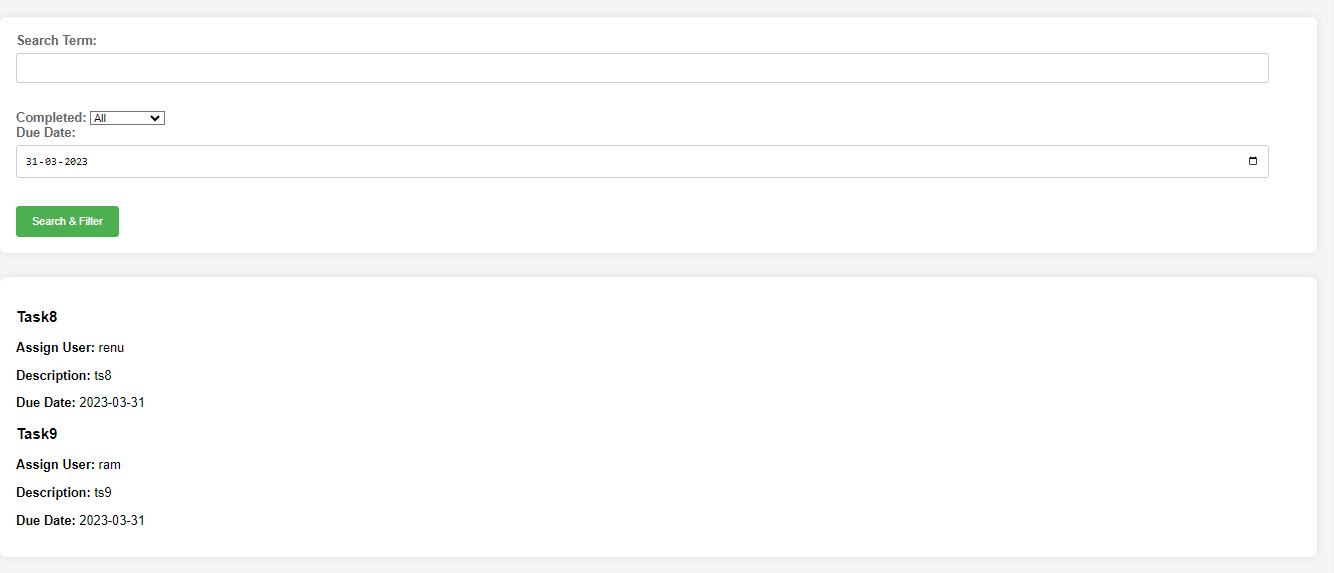 Search Term:
Completed: All
Due Date:
31-03-2023
Search & Filter
Task8
Assign User: renu
Description: ts8
Due Date: 2023-03-31
Task9
Assign User: ram
Description: ts9
Due Date: 2023-03-31